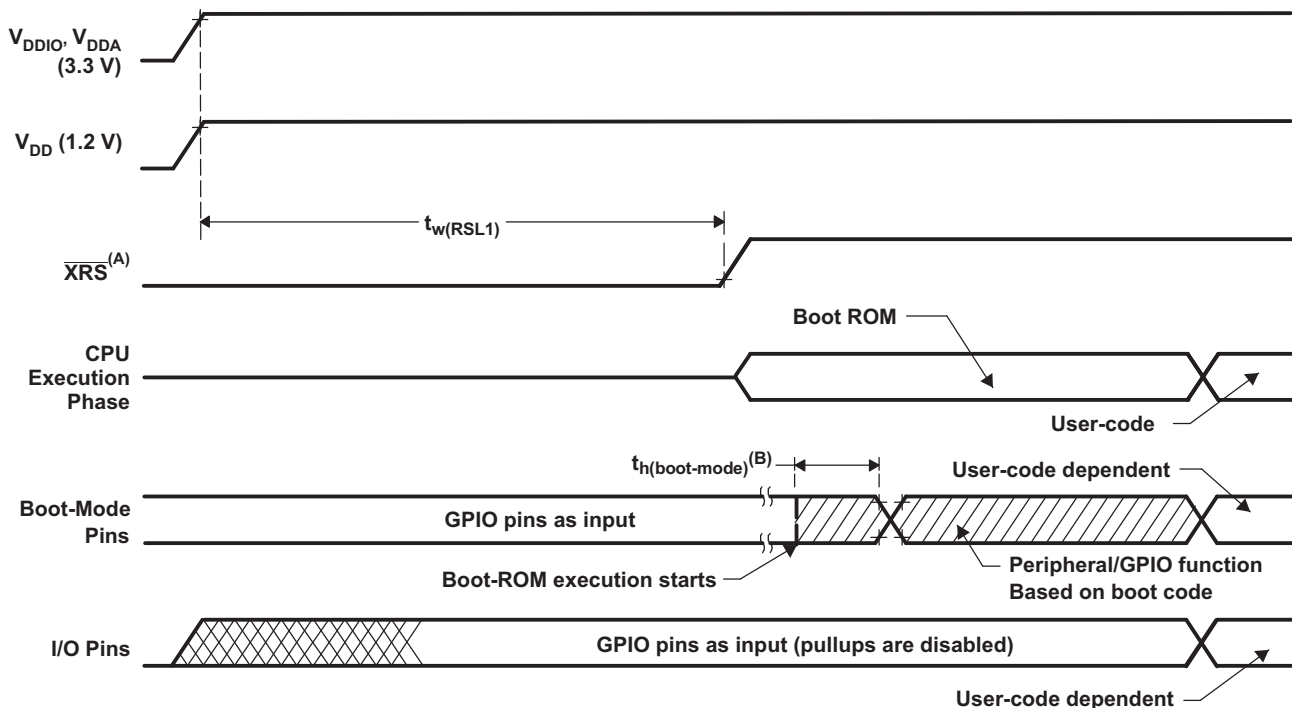 VDDIO, VDDA
(3.3 V)
VDD (1.2 V)
tw(RSL1)
XRS(A)
Boot ROM
CPU
Execution
Phase
User-code
th(boot-mode)(B)
User-code dependent
Boot-Mode
Pins
GPIO pins as input
Boot-ROM execution starts
Peripheral/GPIO function
Based on boot code
I/O Pins
GPIO pins as input (pullups are disabled)
User-code dependent